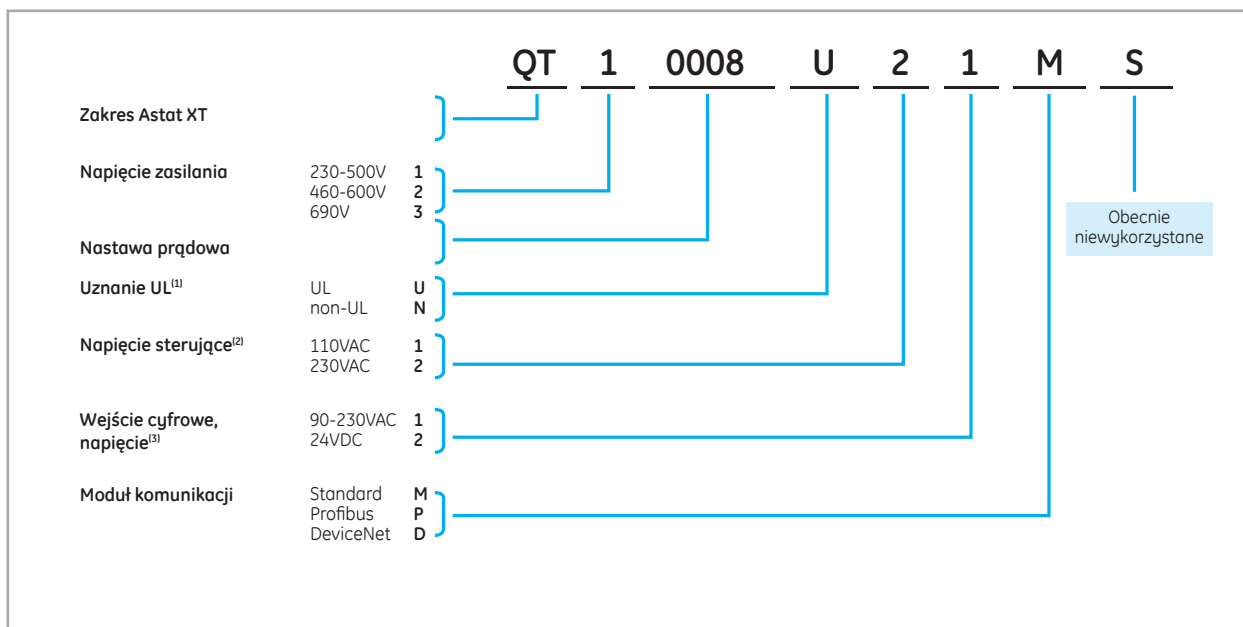 QT 1 0008 U 2 1 M S
Zakres Astat XT
Napięcie zasilania 230-500V 1
460-600V 2
690V 3
Nastawa prądowa
Uznanie UL(1) UL U
non-UL N
Napięcie sterujące(2) 110VAC 1
230VAC 2
Wejście cyfrowe, 90-230VAC 1
napięcie(3) 24VDC 2
Moduł komunikacji Standard M
Profibus P
DeviceNet D
Obecnie
niewykorzystane